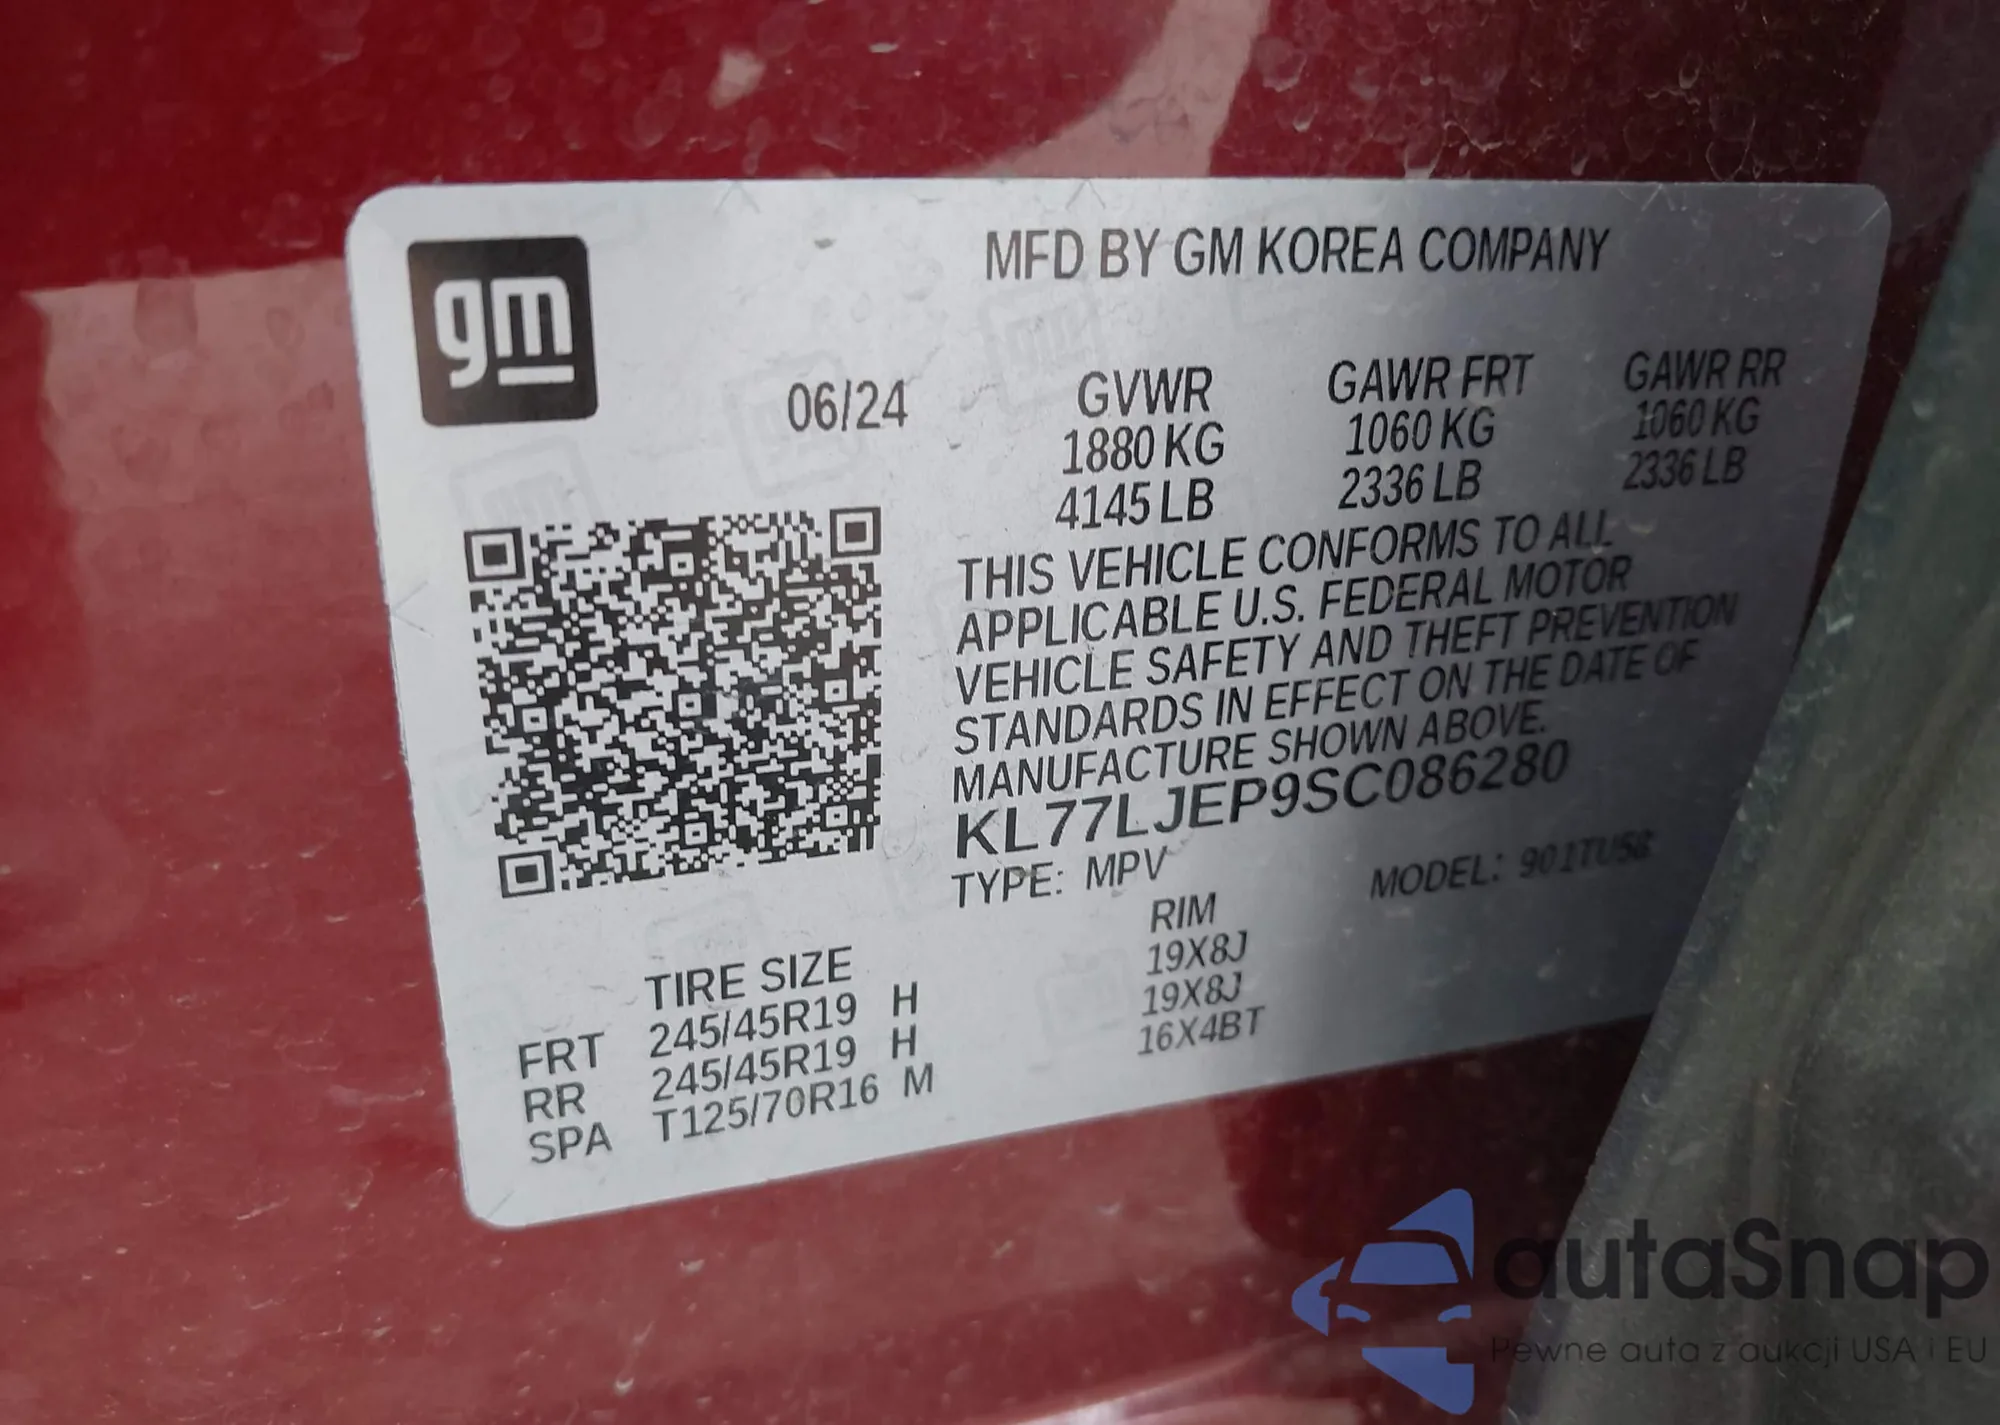 gm
MFD BY GM KOREA COMPANY
06/24
GVWR GAWR FRT GAWR RR
1880 KG 1060 KG 1060 KG
4145 LB 2336 LB 2336 LB
THIS VEHICLE CONFORMS TO ALL
APPLICABLE U.S. FEDERAL MOTOR
VEHICLE SAFETY AND THEFT PREVENTION
STANDARDS IN EFFECT ON THE DATE OF
MANUFACTURE SHOWN ABOVE.
KL77LJEP9SC086280
TYPE: MPV MODEL:
TIRE SIZE RIM
FRT 245/45R19 H 19X8J
RR 245/45R19 H 19X8J
SPA T125/70R16 M 16X4BT
autaSnap
Pewne auta z aukcji USA i EU